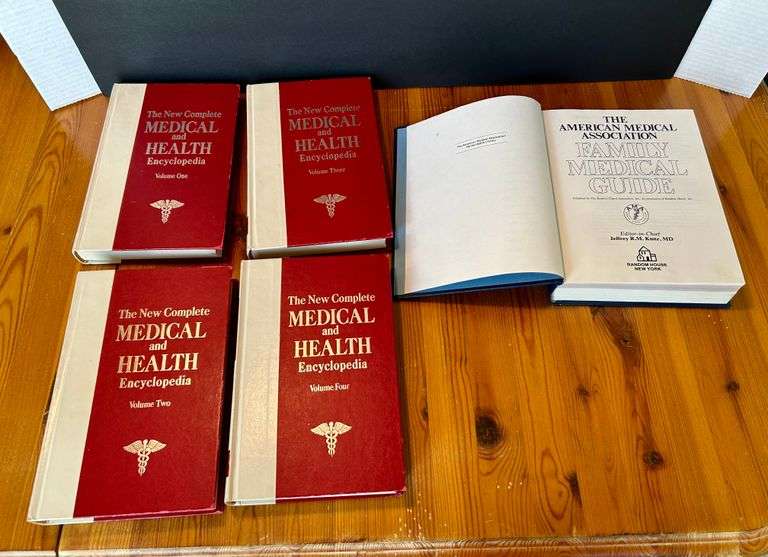 The New Complete
MEDICAL
and
HEALTH
Encyclopedia
Volume One
The New Complete
MEDICAL
and
HEALTH
Encyclopedia
Volume Three
The New Complete
MEDICAL
and
HEALTH
Encyclopedia
Volume Two
The New Complete
MEDICAL
and
HEALTH
Encyclopedia
Volume Four
THE
AMERICAN MEDICAL
ASSOCIATION
FAMILY
MEDICAL
GUIDE
Editor-in-Chief
Jeffrey R.M. Kunz, MD
RANDOM HOUSE
NEW YORK